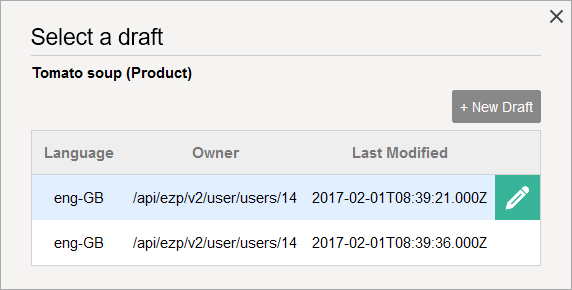 Select a draft
Tomato soup (Product)
+ New Draft
Language Owner Last Modified
eng-GB /api/ezp/v2/user/users/14 2017-02-01T08:39:21.000Z
eng-GB /api/ezp/v2/user/users/14 2017-02-01T08:39:36.000Z